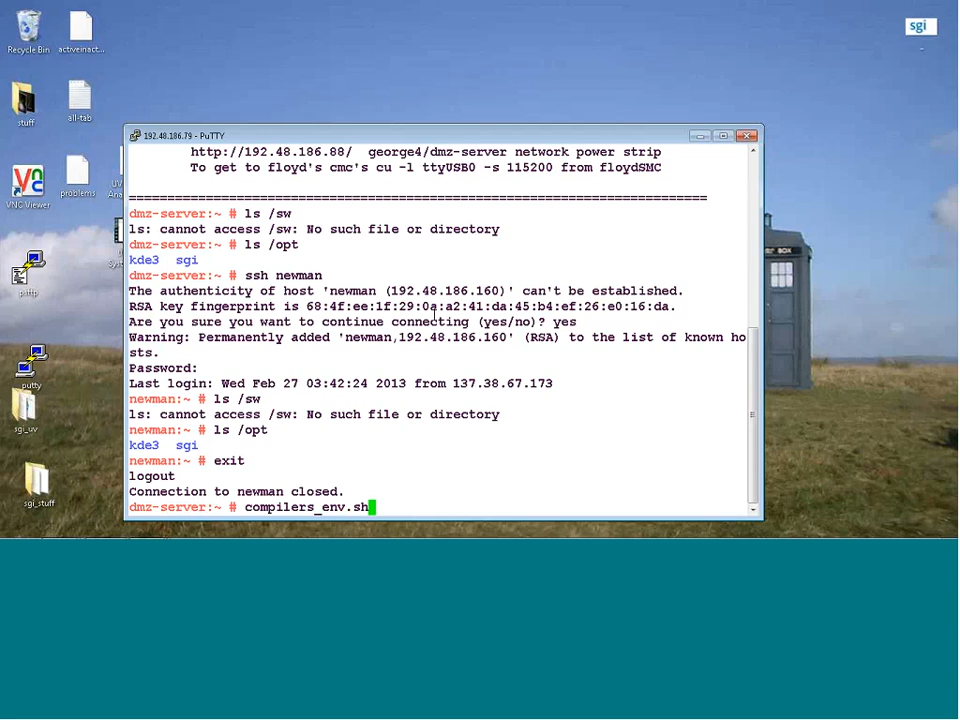 Recycle Bin
activeinact...
sgi
stuff
all-tab
VNC Viewer
problems
psftp
putty
sgi_uv
sgi_stuff
192.48.186.79 - PuTTY
http://192.48.186.88/ george4/dmz-server network power strip
To get to floyd's cmc's cu -l ttyUSB0 -s 115200 from floydSMC
===========================================================================
dmz-server:~ # ls /sw
ls: cannot access /sw: No such file or directory
dmz-server:~ # ls /opt
kde3 sgi
dmz-server:~ # ssh newman
The authenticity of host 'newman (192.48.186.160)' can't be established.
RSA key fingerprint is 68:4f:ee:1f:29:0a:a2:41:da:45:b4:ef:26:e0:16:da.
Are you sure you want to continue connecting (yes/no)? yes
Warning: Permanently added 'newman,192.48.186.160' (RSA) to the list of known ho
sts.
Password:
Last login: Wed Feb 27 03:42:24 2013 from 137.38.67.173
newman:~ # ls /sw
ls: cannot access /sw: No such file or directory
newman:~ # ls /opt
kde3 sgi
newman:~ # exit
logout
Connection to newman closed.
dmz-server:~ # compilers_env.sh